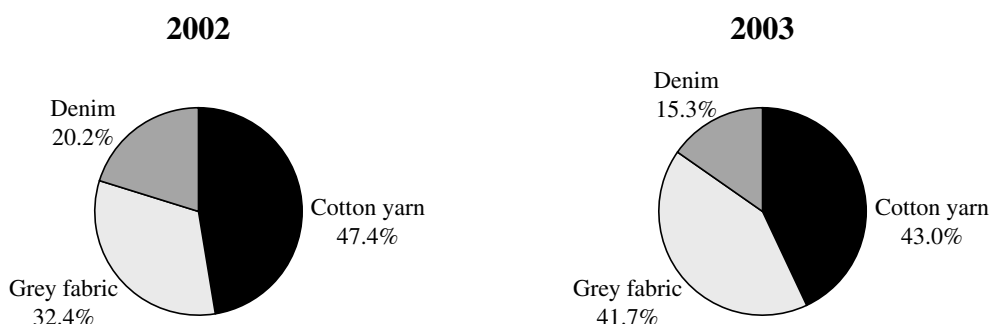 2002
Denim
20.2%
Cotton yarn
47.4%
Grey fabric
32.4%
2003
Denim
15.3%
Cotton yarn
43.0%
Grey fabric
41.7%